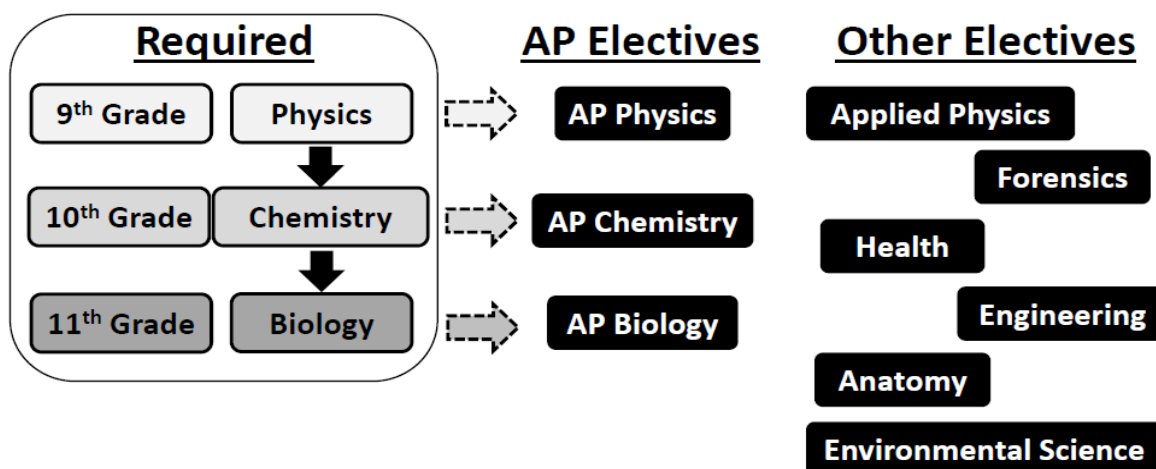 Required
AP Electives
Other Electives
9th Grade
Physics
AP Physics
Applied Physics
Forensics
10th Grade
Chemistry
AP Chemistry
Health
Engineering
11th Grade
Biology
AP Biology
Anatomy
Environmental Science